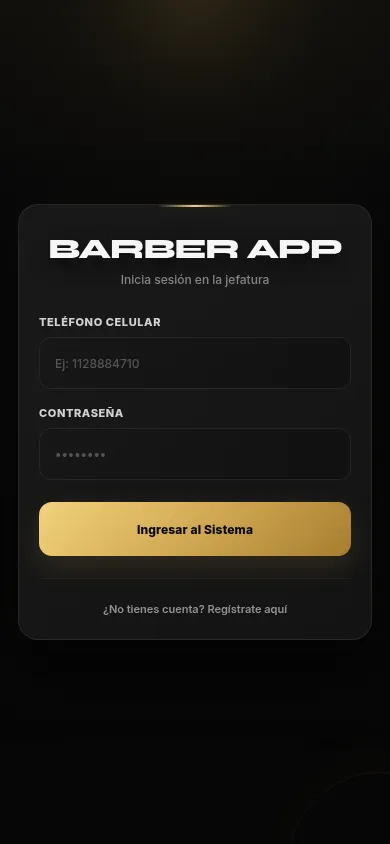 BARBER APP
Inicia sesión en la jefatura
TELÉFONO CELULAR
Ej: 1128884710
CONTRASEÑA
••••••••
Ingresar al Sistema
¿No tienes cuenta? Regístrate aquí